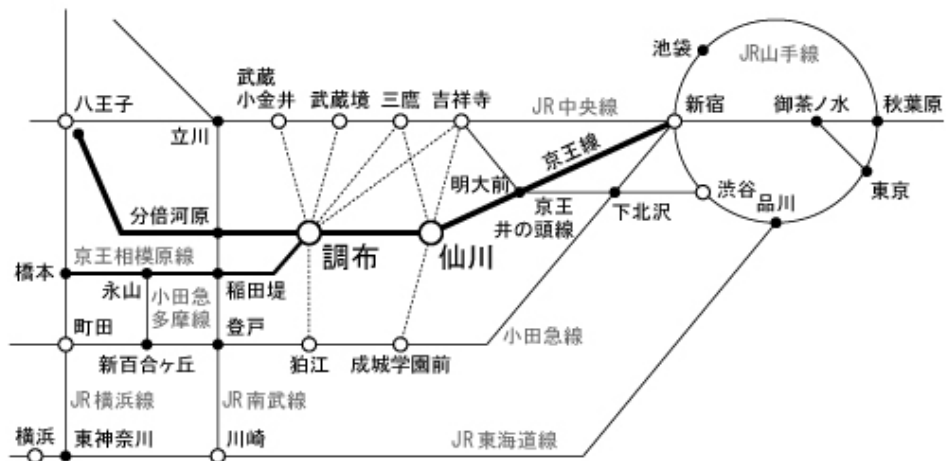 池袋
JR山手線
武蔵
小金井
武蔵境
三鷹
吉祥寺
八王子
JR中央線
新宿
御茶ノ水
秋葉原
立川
京王線
明大前
渋谷
東京
分倍河原
京王
井の頭線
下北沢
品川
調布
仙川
京王相模原線
橋本
永山
小田急
多摩線
稲田堤
町田
登戸
小田急線
新百合ヶ丘
狛江
成城学園前
JR横浜線
JR南武線
横浜
東神奈川
川崎
JR東海道線